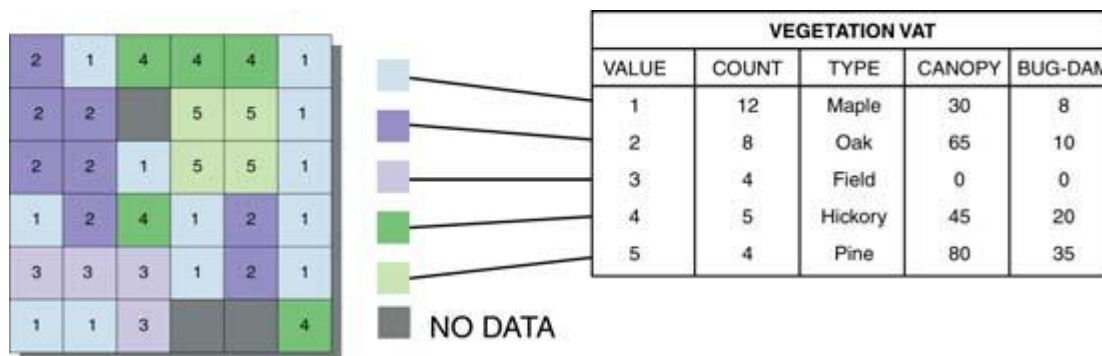 2 1 4 4 4 1
2 2 5 5 1
2 2 1 5 5 1
1 2 4 1 2 1
3 3 3 1 2 1
1 1 3 4
NO DATA
VEGETATION VAT
VALUE COUNT TYPE CANOPY BUG-DAM
1 12 Maple 30 8
2 8 Oak 65 10
3 4 Field 0 0
4 5 Hickory 45 20
5 4 Pine 80 35